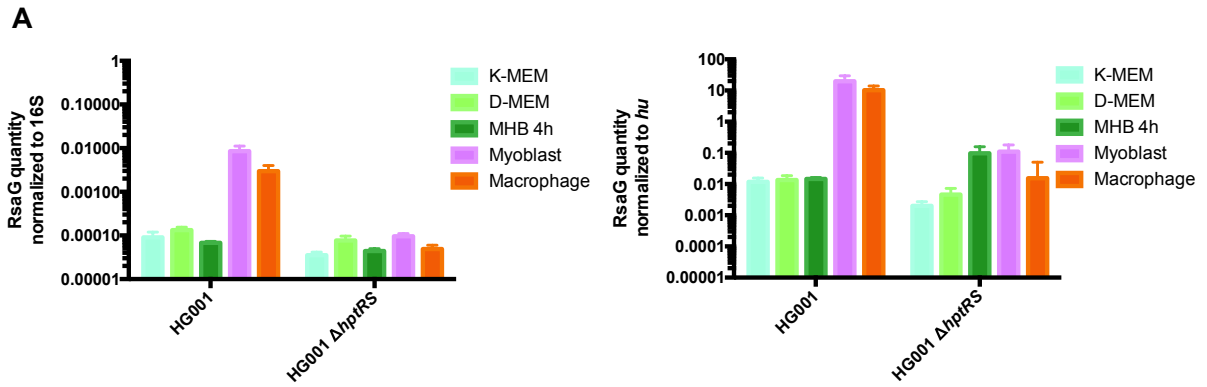 A
RsaG quantity
normalized to 16S
1
0.10000
0.01000
0.00100
0.00010
0.00001
HG001
HG001 ΔhptRS
K-MEM
D-MEM
MHB 4h
Myoblast
Macrophage
RsaG quantity
normalized to hu
100
10
1
0.1
0.01
0.001
0.0001
0.00001
HG001
HG001 ΔhptRS
K-MEM
D-MEM
MHB 4h
Myoblast
Macrophage